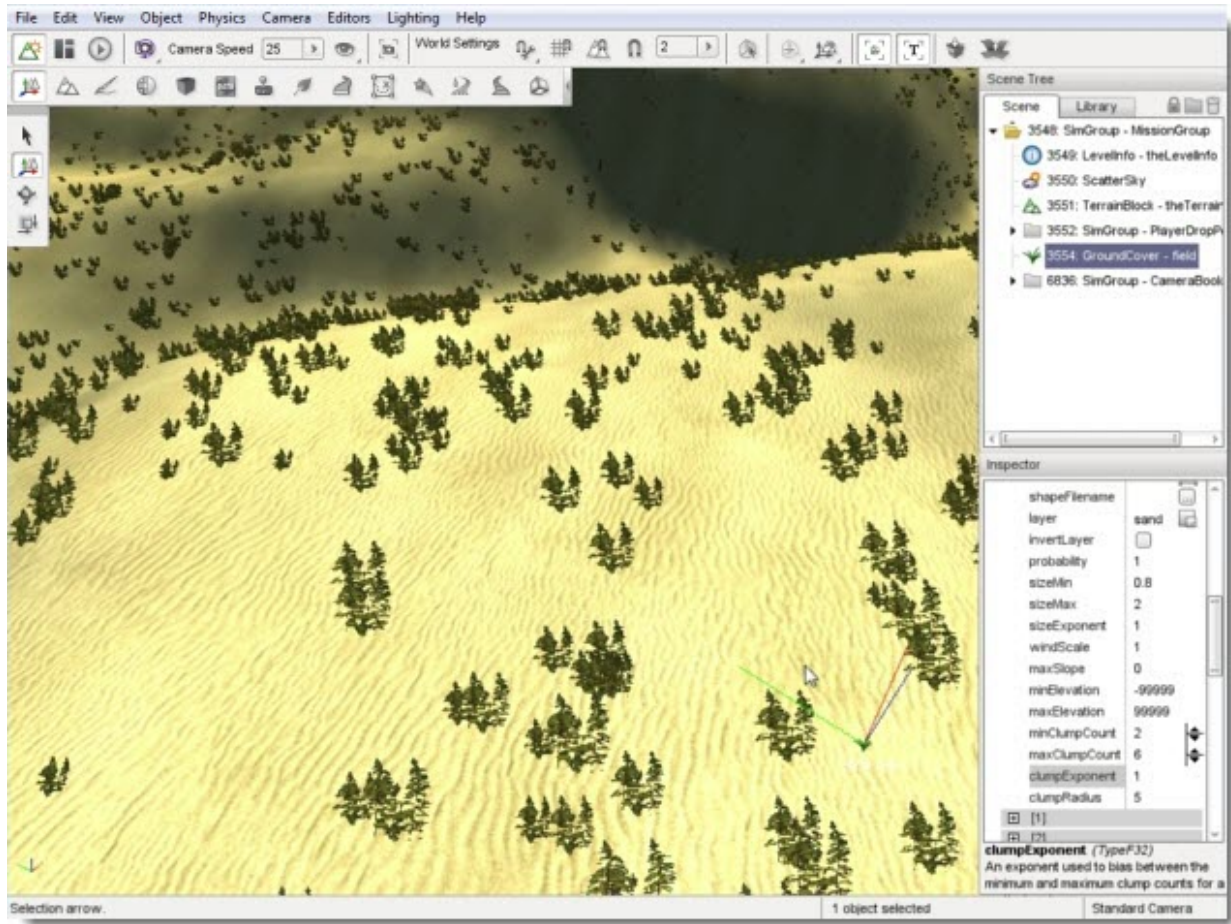 File Edit View Object Physics Camera Editors Lighting Help
Camera Speed 25 World Settings 2
Scene Tree
Scene Library
3548: SimGroup - MissionGroup
3549: LevelInfo - theLevelInfo
3550: ScatterSky
3551: TerrainBlock - theTerrain
3552: SimGroup - PlayerDropP
3554: GroundCover - field
6836: SimGroup - CameraBook
Inspector
shapeFilename
layer sand
invertLayer
probability 1
sizeMin 0.8
sizeMax 2
sizeExponent 1
windScale 1
maxSlope 0
minElevation -99999
maxElevation 99999
minClumpCount 2
maxClumpCount 6
clumpExponent 1
clumpRadius 5
[1]
[2]
clumpExponent (TypeF32)
An exponent used to bias between the
minimum and maximum clump counts for a
Selection arrow. 1 object selected Standard Camera